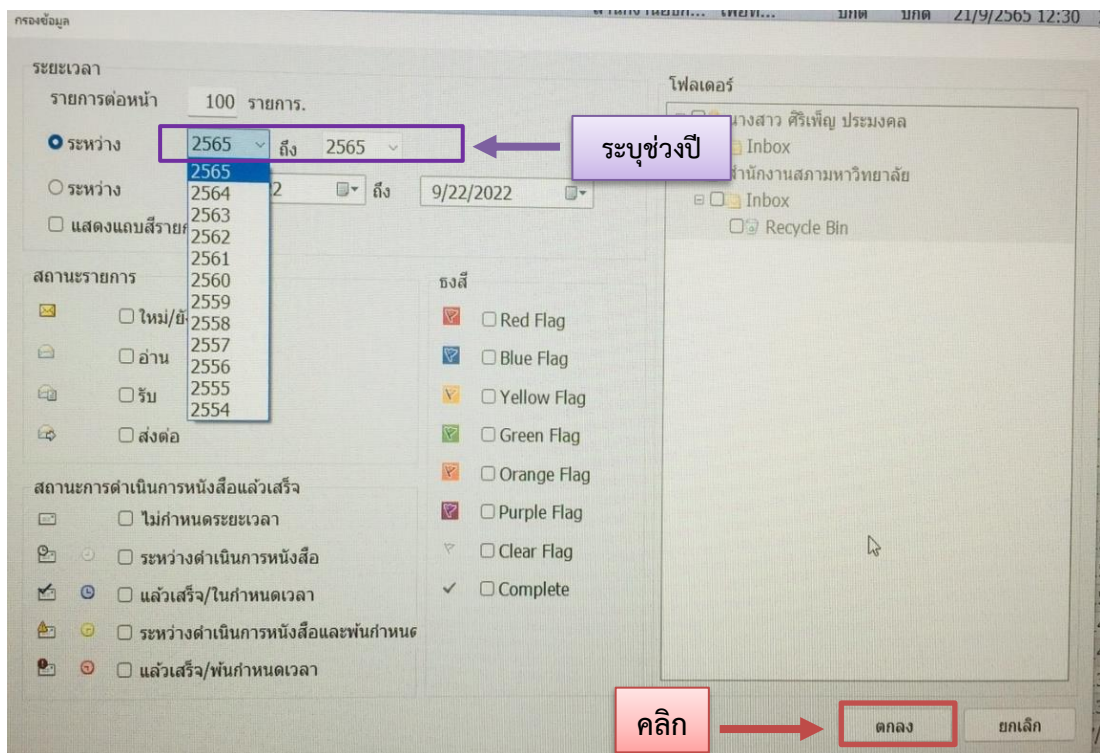 กรองข้อมูล
ปกติ ปกติ 21/9/2565 12:30
ระยะเวลา
รายการต่อหน้า 100 รายการ.
ระหว่าง 2565 ถึง 2565
ระบุช่วงปี
2565
2564
2563
2562
2561
2560
2559
2558
2557
2556
2555
2554
ระหว่าง 2 ถึง 9/22/2022
แสดงแถบสีราย
สถานะรายการ
ใหม่/ยั
อ่าน
รับ
ส่งต่อ
สถานะการดำเนินการหนังสือแล้วเสร็จ
ไม่กำหนดระยะเวลา
ระหว่างดำเนินการหนังสือ
แล้วเสร็จ/ในกำหนดเวลา
ระหว่างดำเนินการหนังสือและพ้นกำหนด
แล้วเสร็จ/พ้นกำหนดเวลา
ธงสี
Red Flag
Blue Flag
Yellow Flag
Green Flag
Orange Flag
Purple Flag
Clear Flag
Complete
โฟลเดอร์
นางสาว ศิริเพ็ญ ประมงคล
Inbox
สำนักงานสภามหาวิทยาลัย
Inbox
Recycle Bin
คลิก
ตกลง ยกเลิก